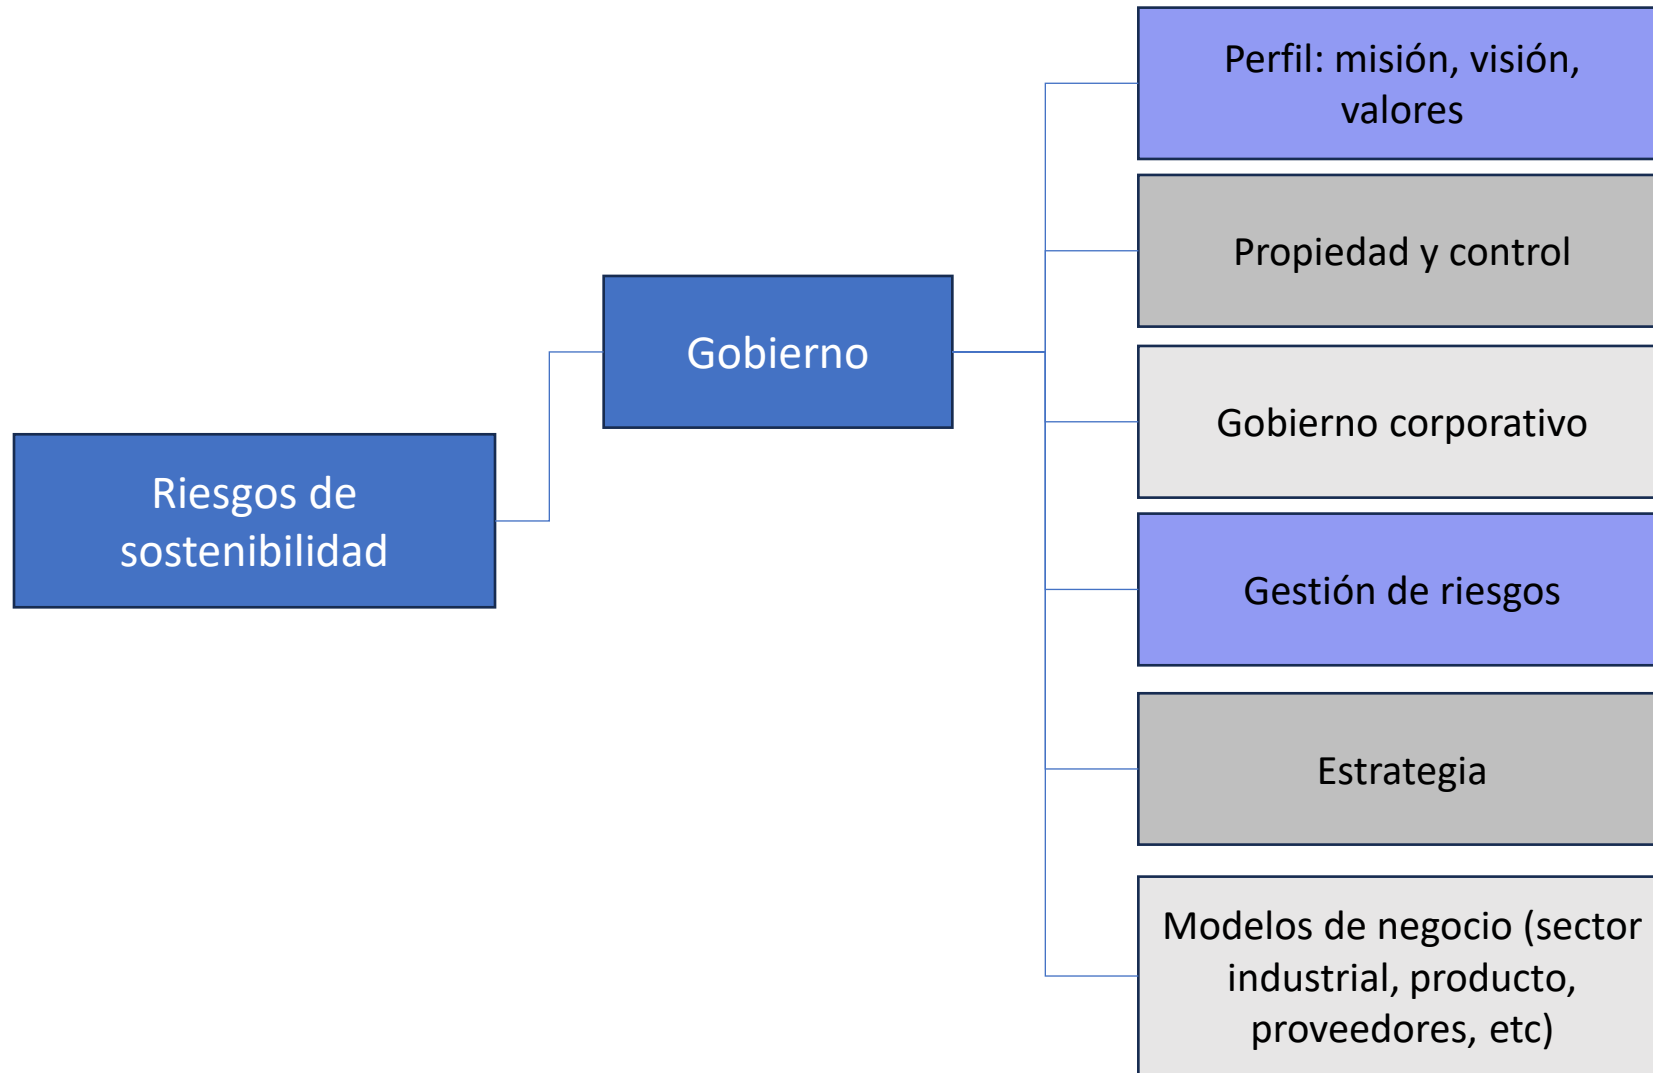 Riesgos de
sostenibilidad
Gobierno
Perfil: misión, visión,
valores
Propiedad y control
Gobierno corporativo
Gestión de riesgos
Estrategia
Modelos de negocio (sector
industrial, producto,
proveedores, etc)